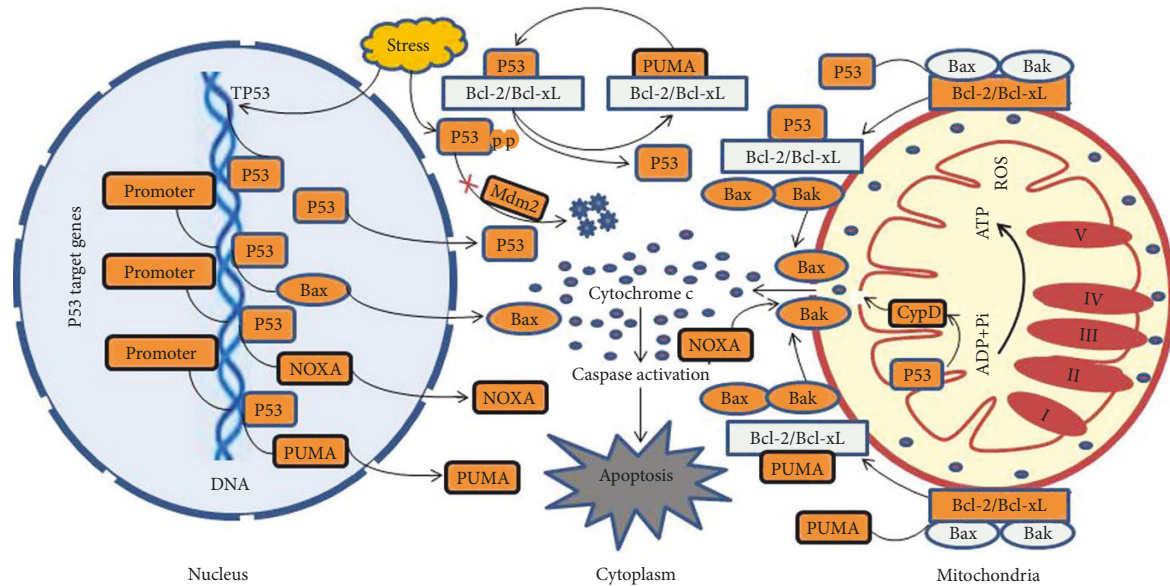 Stress
TP53
P53
Promoter
P53
P53
Promoter
P53
Bax
Promoter
P53
NOXA
P53
PUMA
DNA
P53 target genes
Nucleus
P53
Bcl-2/Bcl-xL
PUMA
Bcl-2/Bcl-xL
P53
p p
P53
Mdm2
P53
Bax
Cytochrome c
Caspase activation
NOXA
PUMA
Apoptosis
Cytoplasm
P53
Bax
Bak
Bcl-2/Bcl-xL
P53
Bcl-2/Bcl-xL
Bax
Bak
Bax
Bak
NOXA
Bax
Bak
Bcl-2/Bcl-xL
PUMA
ROS
ATP
ADP+Pi
V
IV
III
II
I
CypD
P53
Bcl-2/Bcl-xL
PUMA
Bax
Bak
Mitochondria